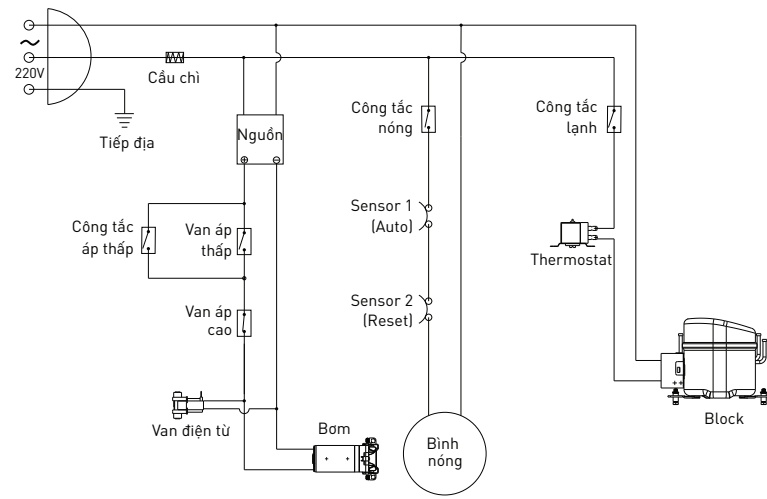 ~
220V
Cầu chì
Tiếp địa
Nguồn
+ −
Công tắc
nóng
Công tắc
lạnh
Công tắc
áp thấp
Van áp
thấp
Sensor 1
(Auto)
Thermostat
Van áp
cao
Sensor 2
(Reset)
Van điện từ
Bơm
Bình
nóng
Block